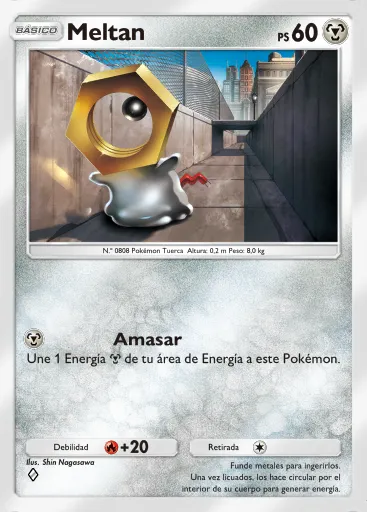 BÁSICO Meltan PS 60
N.º 0808 Pokémon Tuerca Altura: 0,2 m Peso: 8,0 kg
Amasar
Une 1 Energía de tu área de Energía a este Pokémon.
Debilidad +20 Retirada
Ilus. Shin Nagasawa
Funde metales para ingerirlos.
Una vez licuados, los hace circular por el
interior de su cuerpo para generar energía.